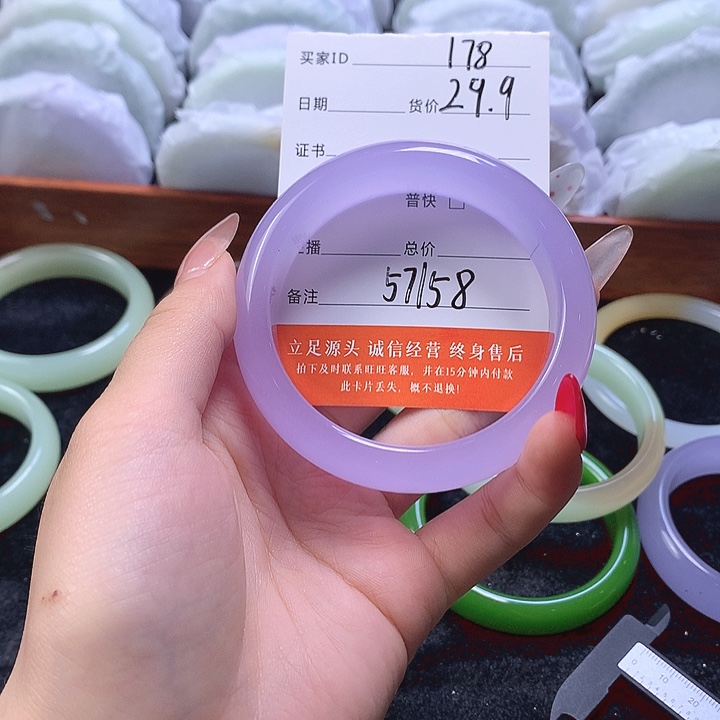 买家ID 178
日期 货价 29.9
证书
普快
播 总价
备注 57/58
立足源头 诚信经营 终身售后
拍下及时联系旺旺客服，并在15分钟内付款
此卡片丢失，概不退换!
0 10 20